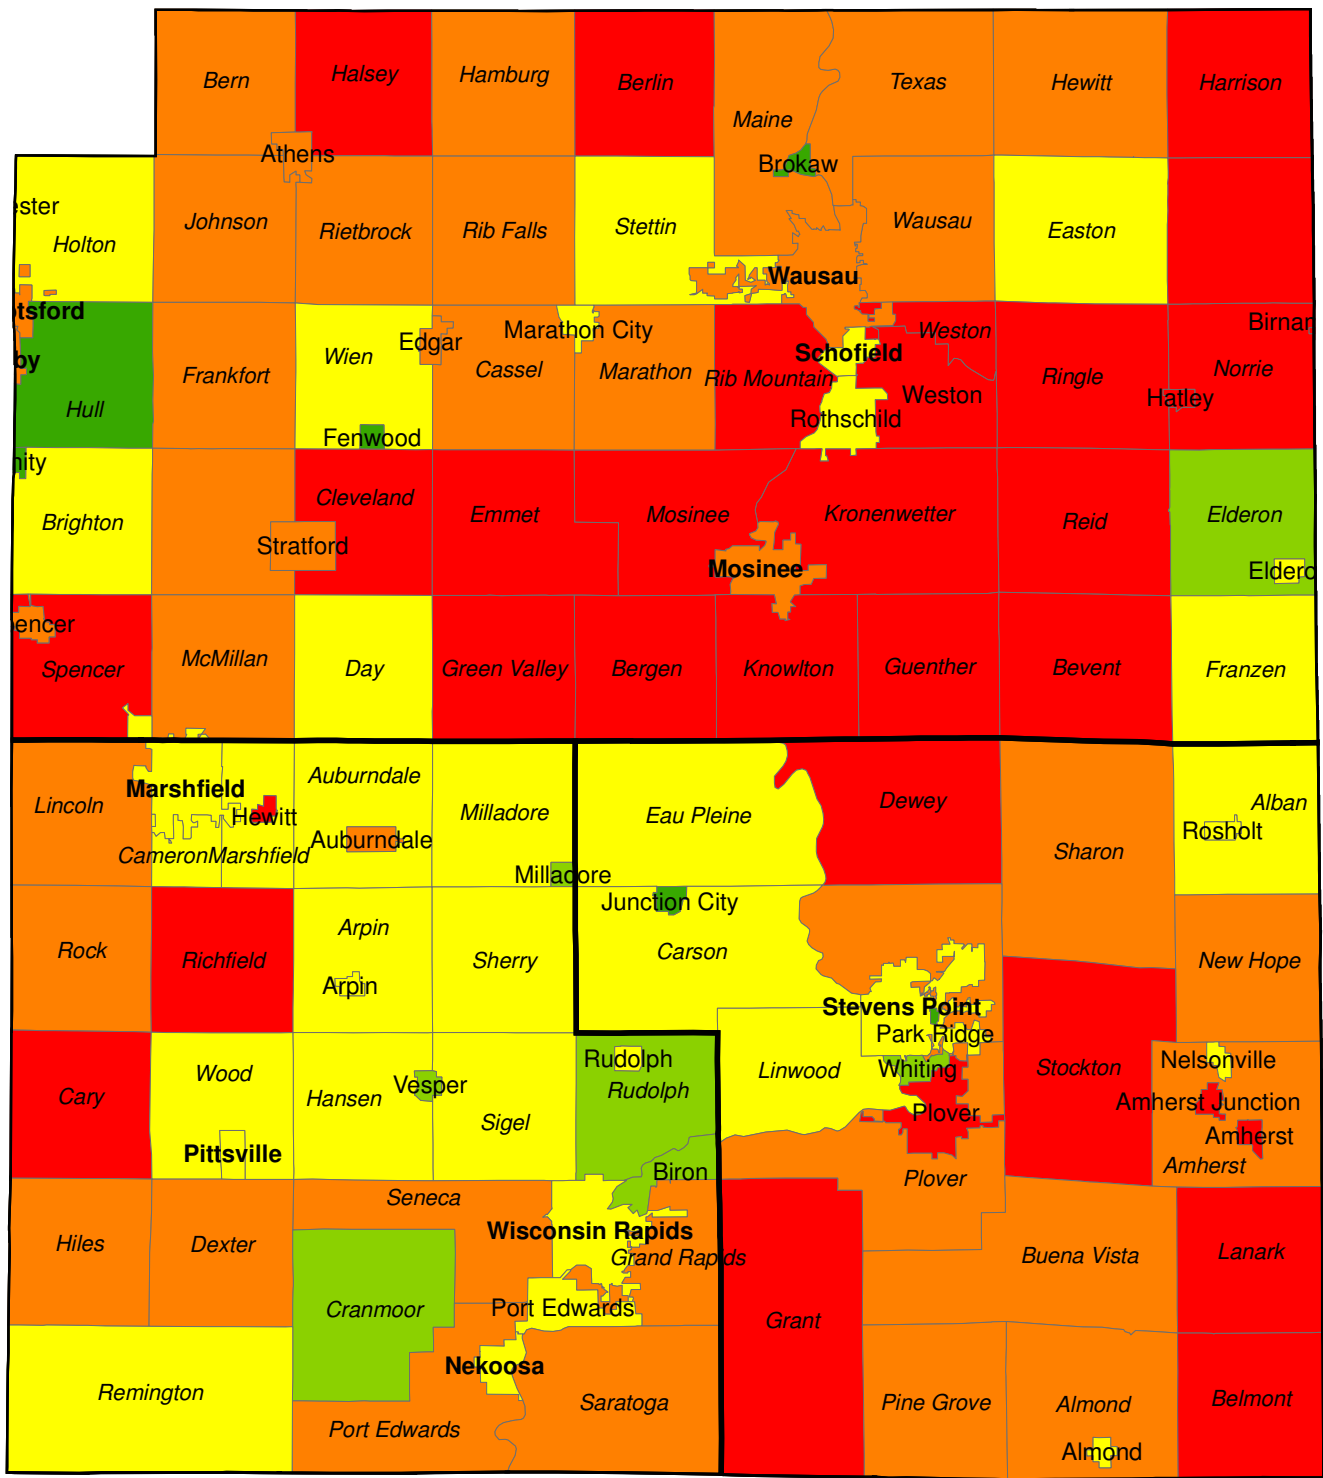 Bern
Halsey
Hamburg
Berlin
Maine
Texas
Hewitt
Harrison
Athens
Brokaw
ester
Holton
Johnson
Rietbrock
Rib Falls
Stettin
Wausau
Easton
Wausau
otsford
Marathon City
Weston
Birnam
Edgar
Wien
Schofield
by
Frankfort
Cassel
Marathon
Rib Mountain
Ringle
Norrie
Hull
Weston
Hatley
Fenwood
Rothschild
nity
Brighton
Cleveland
Emmet
Mosinee
Kronenwetter
Reid
Elderon
Stratford
Mosinee
Eldero
encer
Spencer
McMillan
Day
Green Valley
Bergen
Knowlton
Guenther
Bevent
Franzen
Lincoln
Marshfield
Auburndale
Milladore
Eau Pleine
Dewey
Alban
Hewitt
Rosholt
Auburndale
Cameron
Marshfield
Sharon
Milladore
Junction City
Rock
Richfield
Arpin
Sherry
Carson
New Hope
Arpin
Stevens Point
Park Ridge
Rudolph
Nelsonville
Cary
Wood
Hansen
Vesper
Rudolph
Linwood
Whiting
Stockton
Sigel
Plover
Amherst Junction
Pittsville
Amherst
Biron
Amherst
Seneca
Plover
Hiles
Dexter
Wisconsin Rapids
Grand Rapids
Buena Vista
Lanark
Cranmoor
Port Edwards
Grant
Nekoosa
Remington
Saratoga
Pine Grove
Almond
Belmont
Port Edwards
Almond